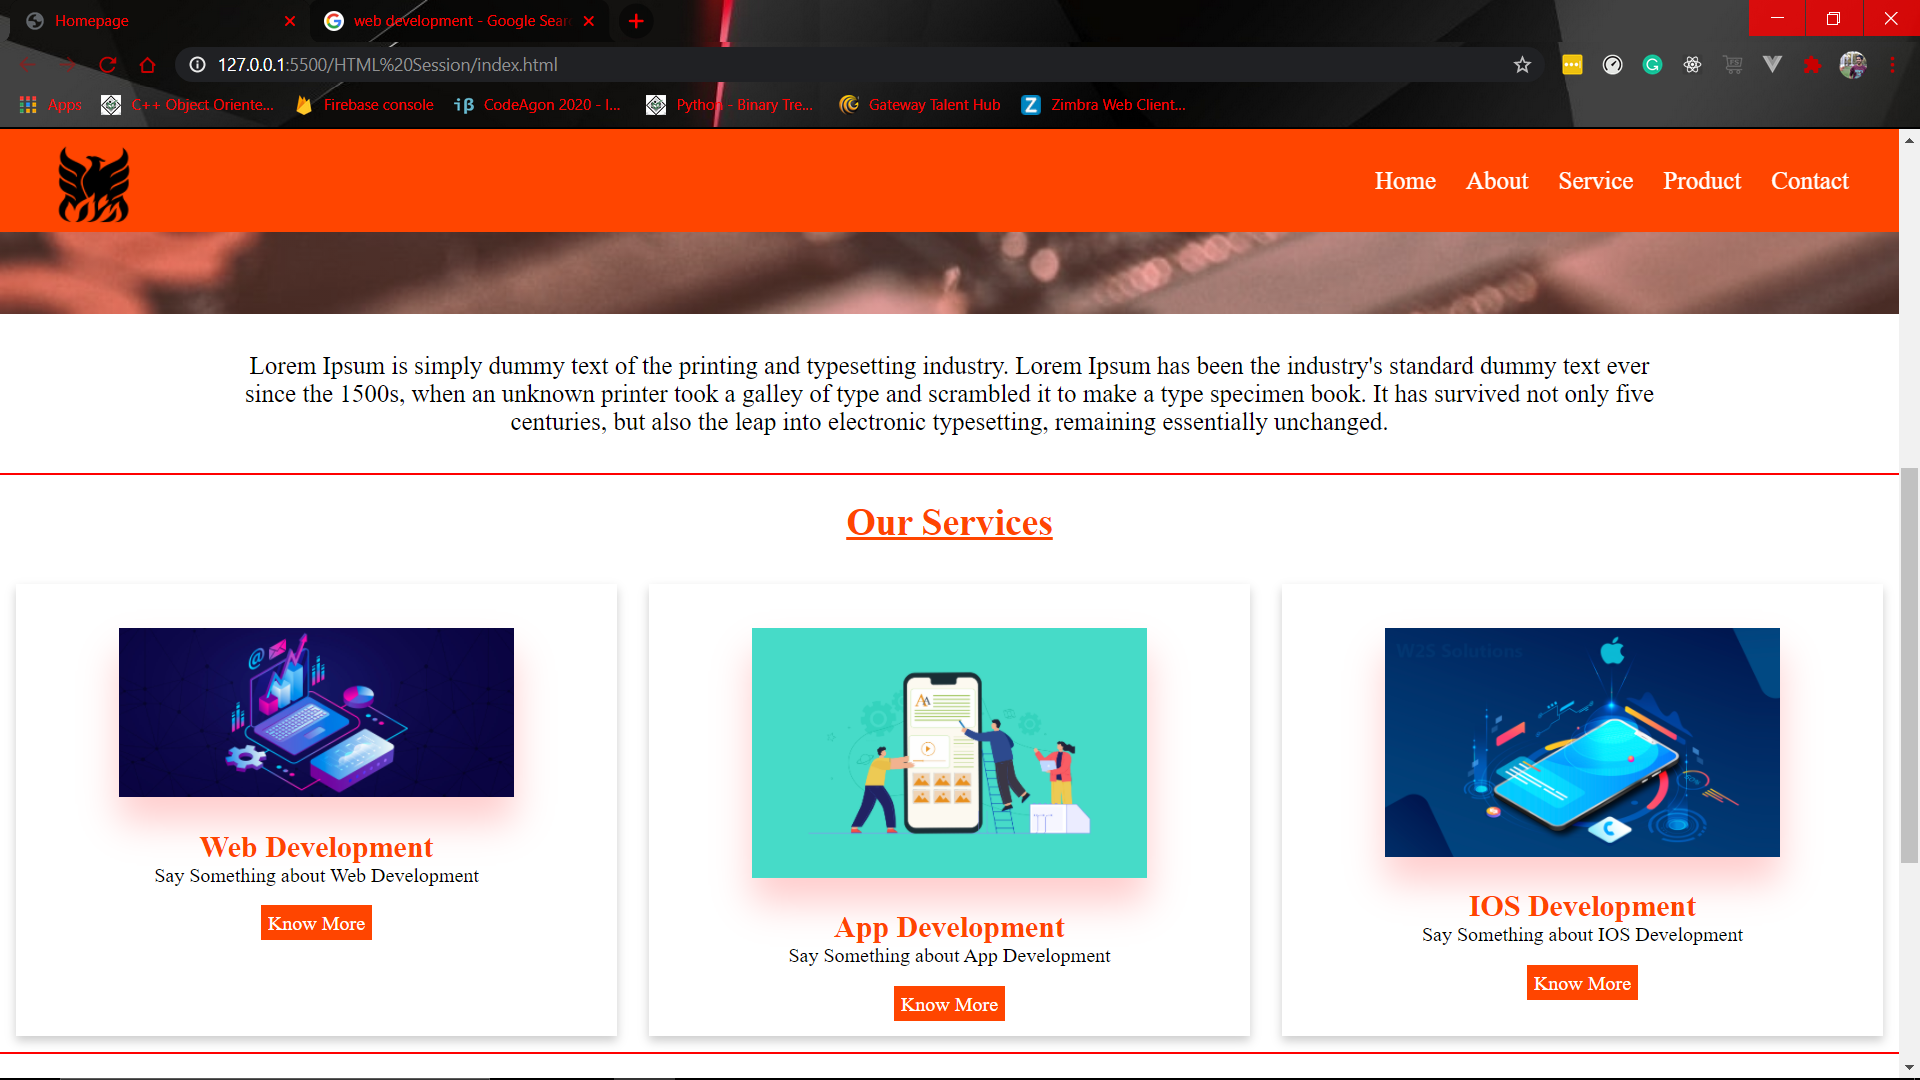 Homepage
web development - Google Sear
127.0.0.1:5500/HTML%20Session/index.html
Apps
C++ Object Oriente...
Firebase console
CodeAgon 2020 - I...
Python - Binary Tre...
Gateway Talent Hub
Zimbra Web Client...
Home About Service Product Contact
Lorem Ipsum is simply dummy text of the printing and typesetting industry. Lorem Ipsum has been the industry's standard dummy text ever
since the 1500s, when an unknown printer took a galley of type and scrambled it to make a type specimen book. It has survived not only five
centuries, but also the leap into electronic typesetting, remaining essentially unchanged.
Our Services
Web Development
Say Something about Web Development
Know More
App Development
Say Something about App Development
Know More
W2S Solutions
IOS Development
Say Something about IOS Development
Know More